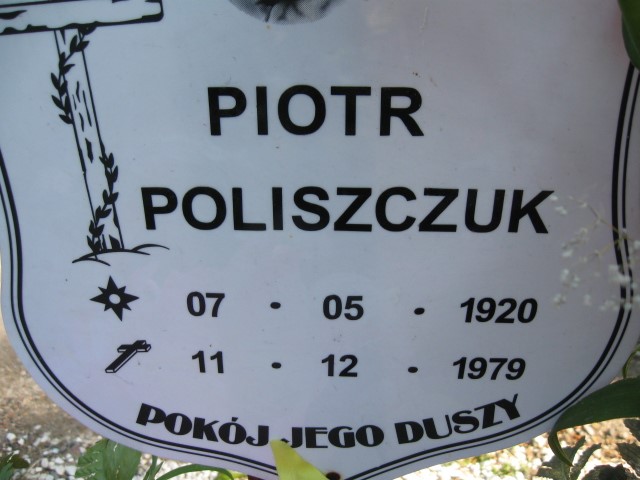 PIOTR
POLISZCZUK
07 . 05 . 1920
11 . 12 . 1979
POKÓJ JEGO DUSZY